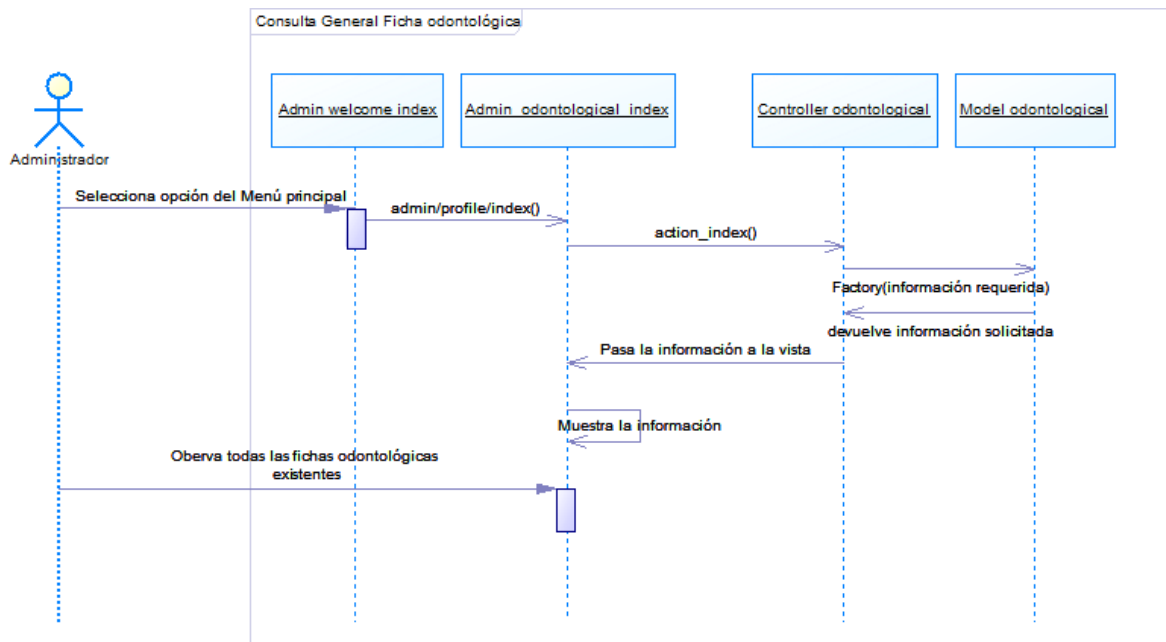 Consulta General Ficha odontológica
Admin welcome index
Admin_odontological_index
Controller odontological
Model odontological
Administrador
Selecciona opción del Menú principal
admin/profile/index()
action_index()
Factory(información requerida)
devuelve información solicitada
Pasa la información a la vista
Muestra la información
Oberva todas las fichas odontológicas
existentes